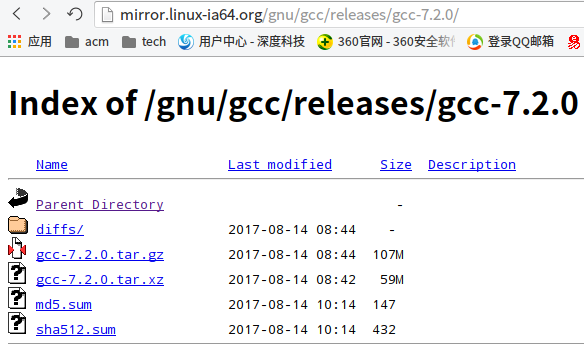 mirror.linux-ia64.org/gnu/gcc/releases/gcc-7.2.0/
应用 acm tech 用户中心 - 深度科技 360官网 - 360安全软件 登录QQ邮箱
Index of /gnu/gcc/releases/gcc-7.2.0
Name Last modified Size Description
Parent Directory -
diffs/ 2017-08-14 08:44 -
gcc-7.2.0.tar.gz 2017-08-14 08:44 107M
gcc-7.2.0.tar.xz 2017-08-14 08:42 59M
md5.sum 2017-08-14 10:14 147
sha512.sum 2017-08-14 10:14 432